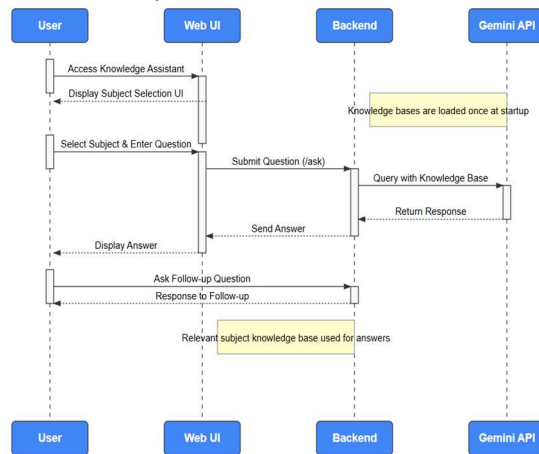 User
Web UI
Backend
Gemini API
Access Knowledge Assistant
Display Subject Selection UI
Knowledge bases are loaded once at startup
Select Subject & Enter Question
Submit Question (/ask)
Query with Knowledge Base
Return Response
Send Answer
Display Answer
Ask Follow-up Question
Response to Follow-up
Relevant subject knowledge base used for answers
User
Web UI
Backend
Gemini API